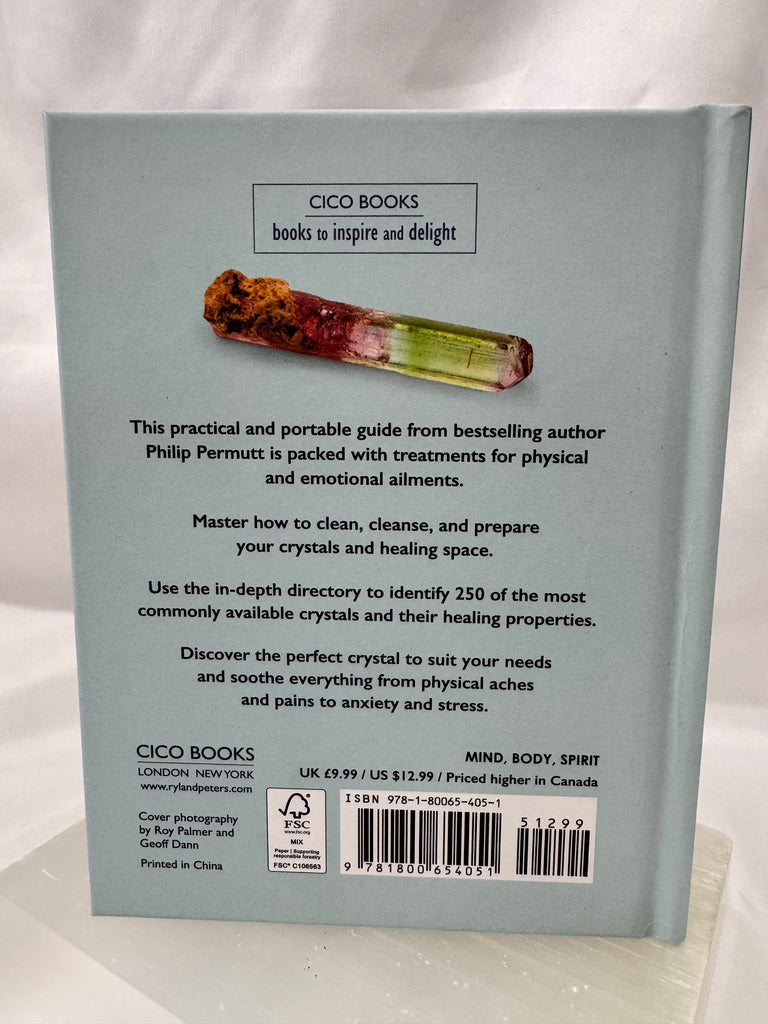 CICO BOOKS
books to inspire and delight
This practical and portable guide from bestselling author
Philip Permutt is packed with treatments for physical
and emotional ailments.
Master how to clean, cleanse, and prepare
your crystals and healing space.
Use the in-depth directory to identify 250 of the most
commonly available crystals and their healing properties.
Discover the perfect crystal to suit your needs
and soothe everything from physical aches
and pains to anxiety and stress.
CICO BOOKS
LONDON NEW YORK
www.rylandpeters.com
Cover photography
by Roy Palmer and
Geoff Dann
Printed in China
FSC
www.fsc.org
MIX
Paper | Supporting
responsible forestry
FSC® C106563
MIND, BODY, SPIRIT
UK £9.99 / US $12.99 / Priced higher in Canada
ISBN 978-1-80065-405-1
51299
9 781800 654051